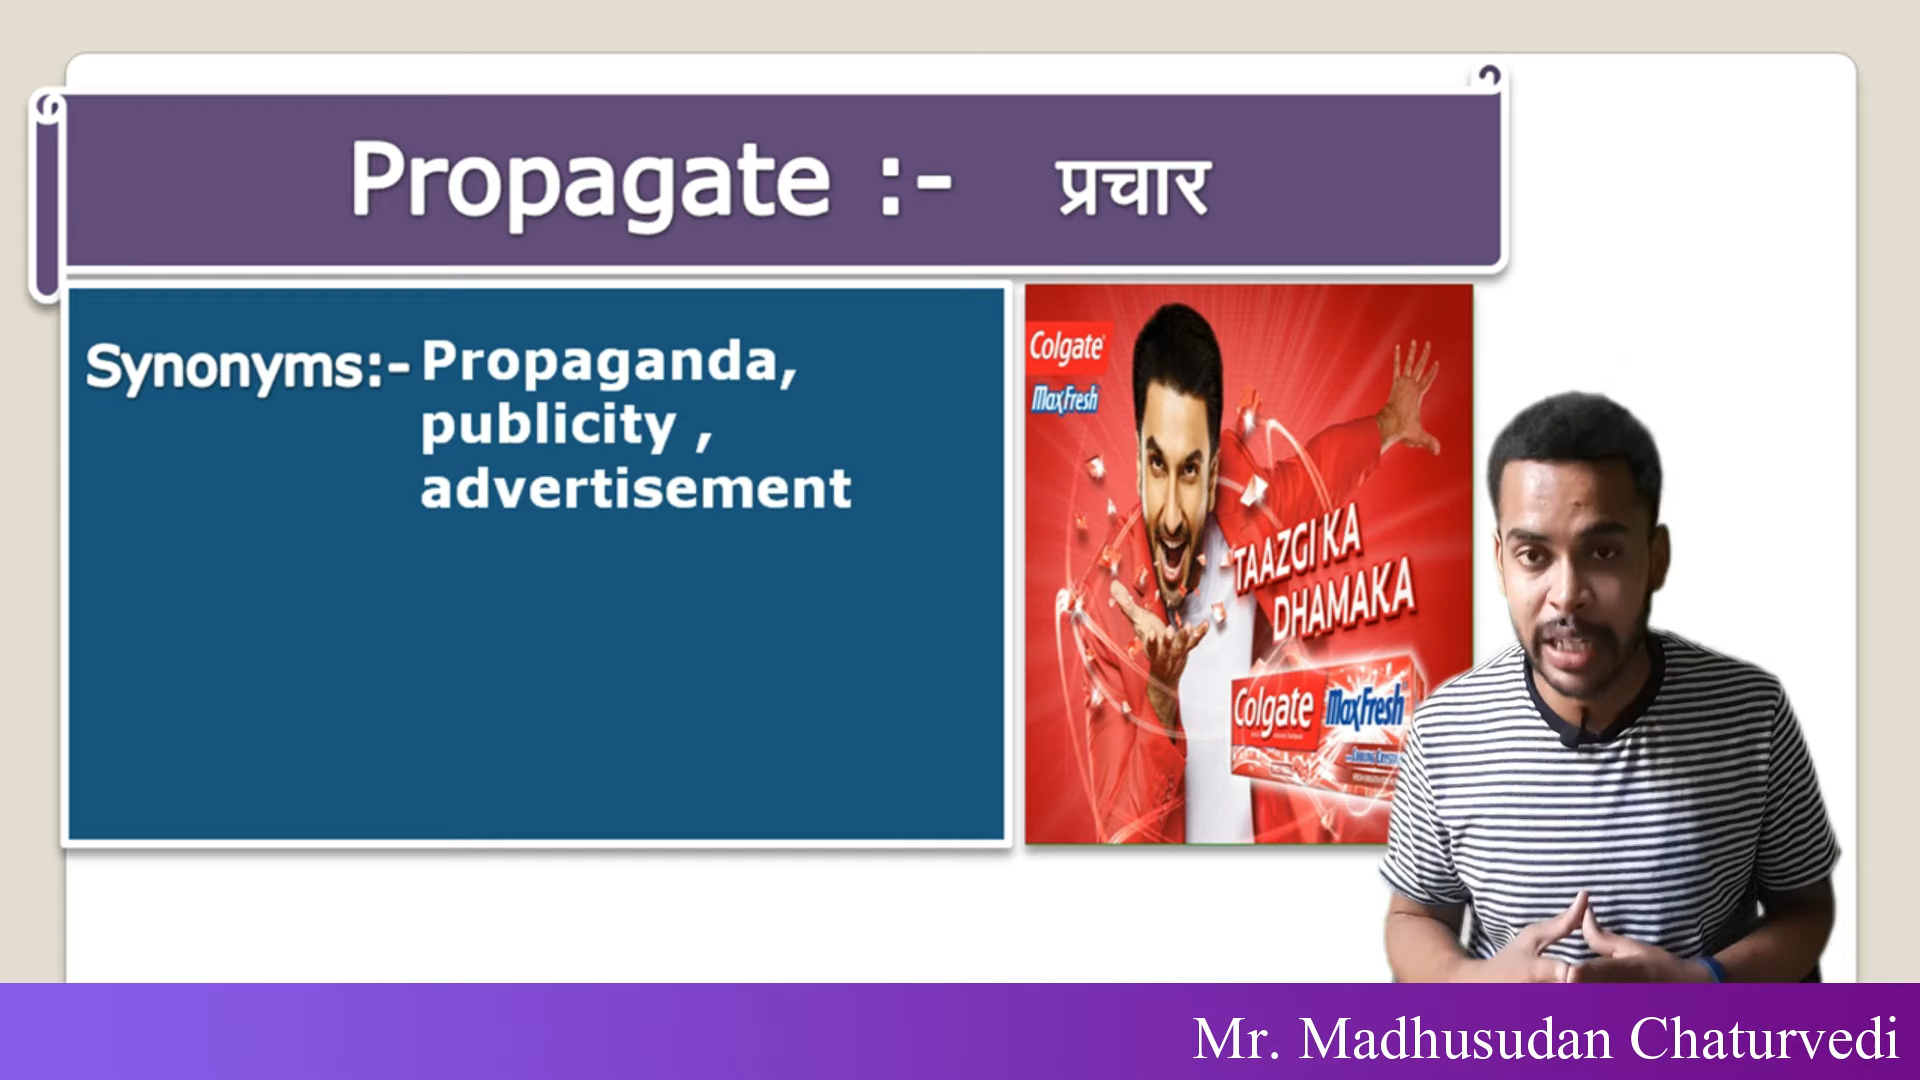 Propagate :- प्रचार
Synonyms:- Propaganda,
publicity ,
advertisement
Colgate
MaxFresh
TAAZGI KA
DHAMAKA
Colgate MaxFresh
Mr. Madhusudan Chaturvedi